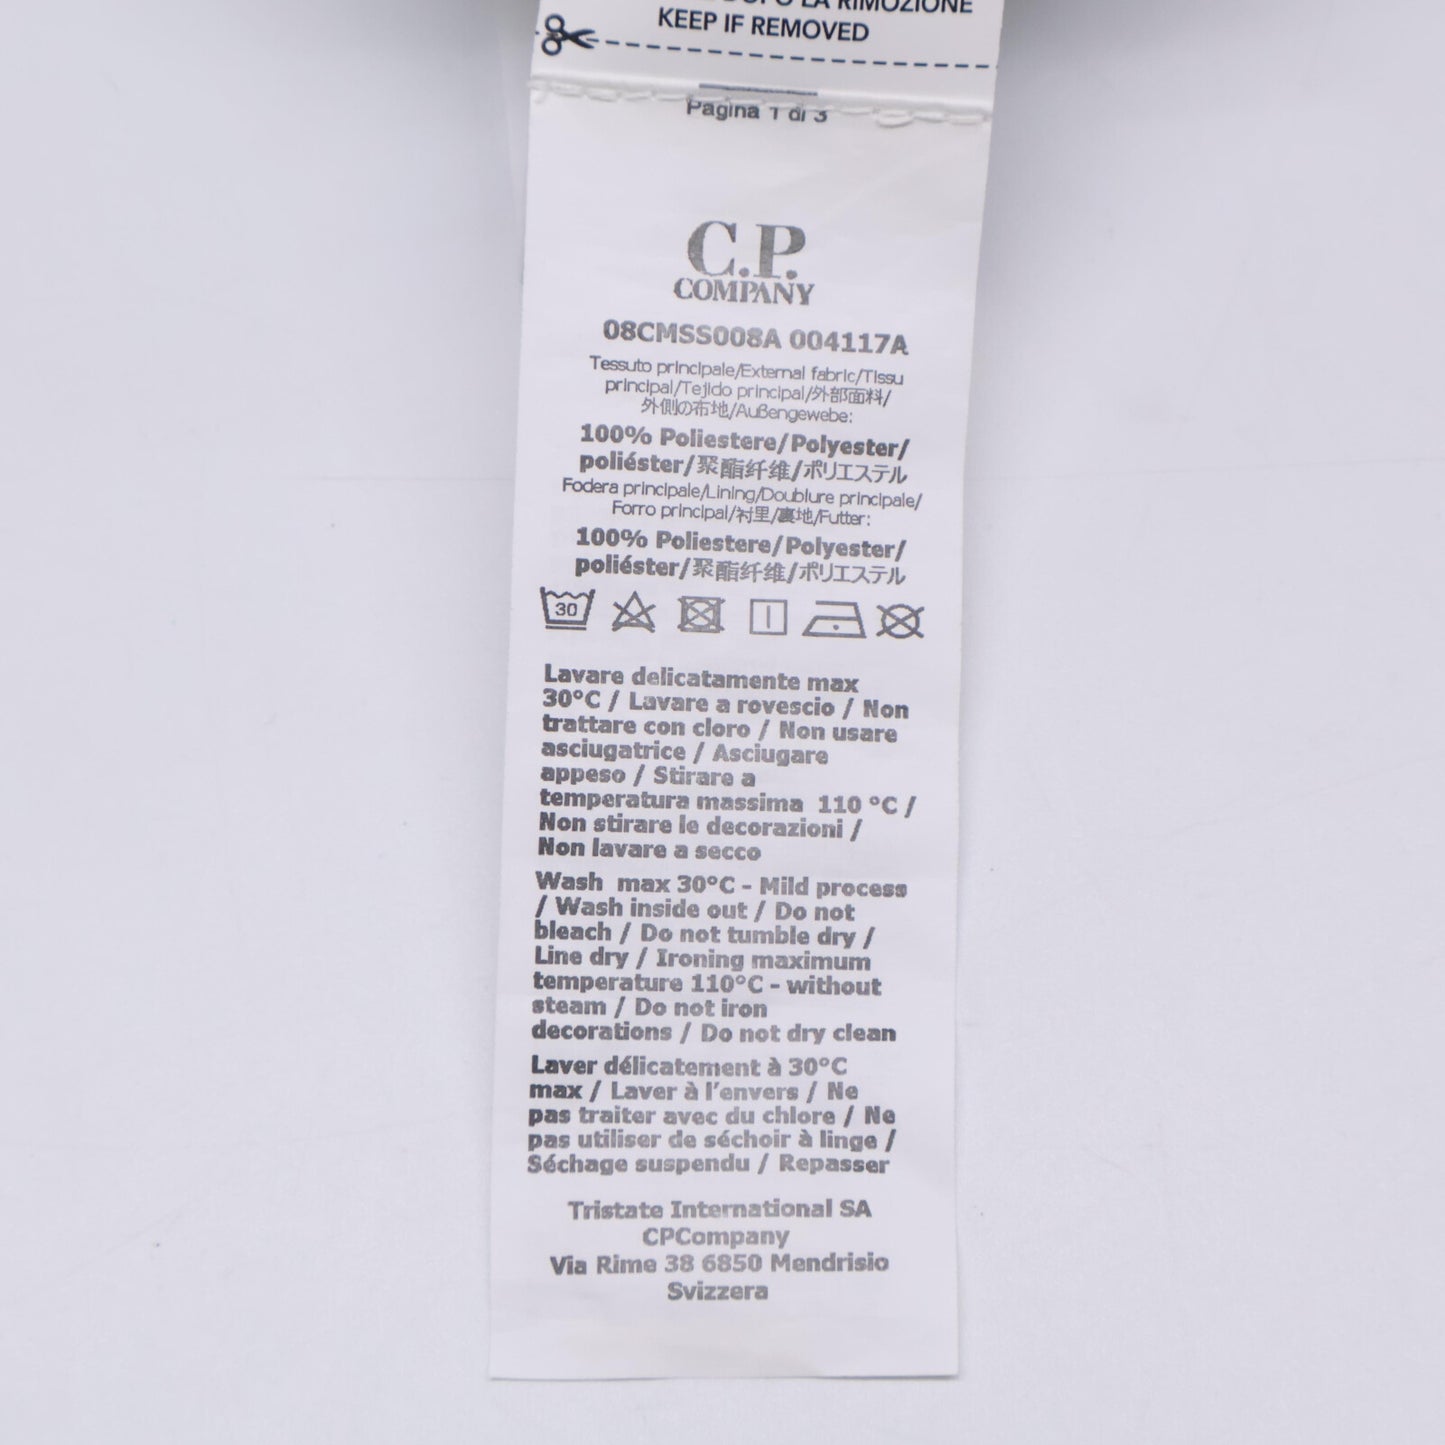 DOPO LA RIMOZIONE
KEEP IF REMOVED
Pagina 1 di 3
C.P.
COMPANY
08CMSS008A 004117A
Tessuto principale/External fabric/Tissu
principal/Tejido principal/外部面料/
外側の布地/Außengewebe:
100% Poliestere/Polyester/
poliéster/聚酯纤维/ポリエステル
Fodera principale/Lining/Doublure principale/
Forro principal/衬里/裏地/Futter:
100% Poliestere/Polyester/
poliéster/聚酯纤维/ポリエステル
30
Lavare delicatamente max
30°C / Lavare a rovescio / Non
trattare con cloro / Non usare
asciugatrice / Asciugare
appeso / Stirare a
temperatura massima 110 °C /
Non stirare le decorazioni /
Non lavare a secco
Wash max 30°C - Mild process
/ Wash inside out / Do not
bleach / Do not tumble dry /
Line dry / Ironing maximum
temperature 110°C - without
steam / Do not iron
decorations / Do not dry clean
Laver délicatement à 30°C
max / Laver à l'envers / Ne
pas traiter avec du chlore / Ne
pas utiliser de séchoir à linge /
Séchage suspendu / Repasser
Tristate International SA
CPCompany
Via Rime 38 6850 Mendrisio
Svizzera